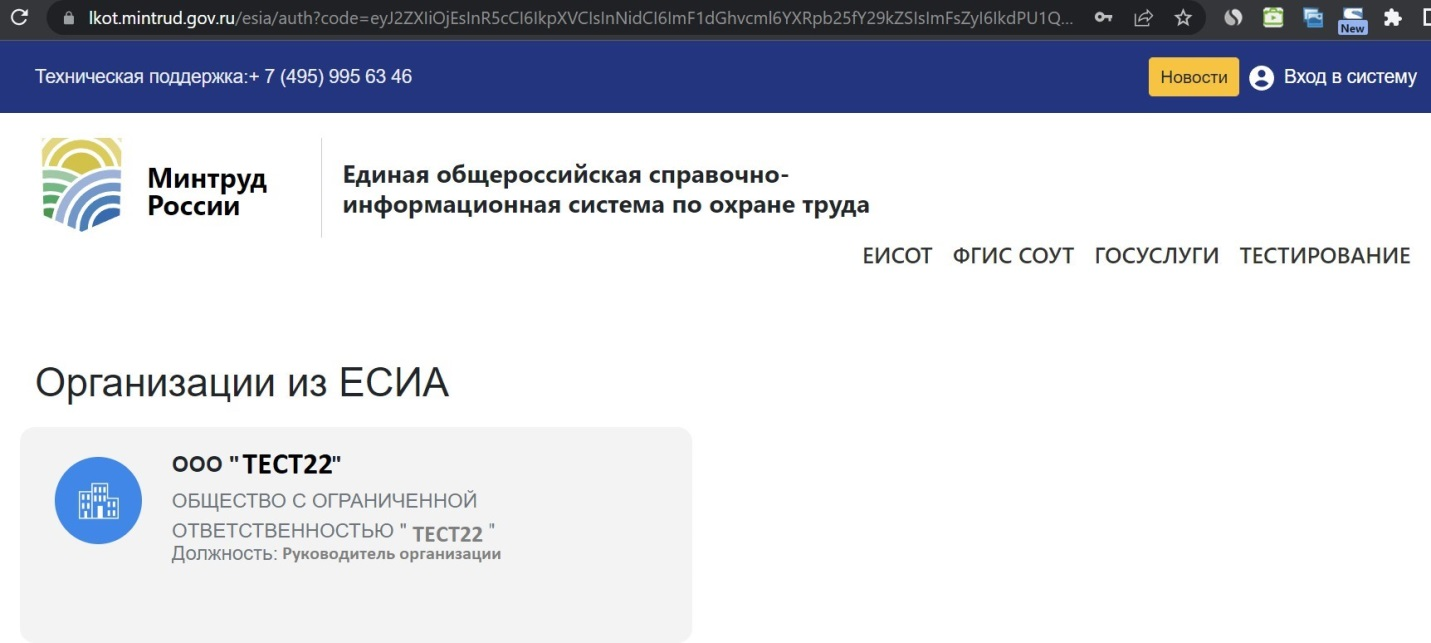 lkot.mintrud.gov.ru/esia/auth?code=eyJ2ZXIiOjEsInR5cCI6IkpXVCIsInNidCI6ImF1dGhvcml6YXRpb25fY29kZSIsImFsZyI6IkdPU1Q...
New
Техническая поддержка:+ 7 (495) 995 63 46
Новости
Вход в систему
Минтруд
России
Единая общероссийская справочно-
информационная система по охране труда
ЕИСОТ ФГИС СОУТ ГОСУСЛУГИ ТЕСТИРОВАНИЕ
Организации из ЕСИА
ООО "ТЕСТ22"
ОБЩЕСТВО С ОГРАНИЧЕННОЙ
ОТВЕТСТВЕННОСТЬЮ " ТЕСТ22 "
Должность: Руководитель организации